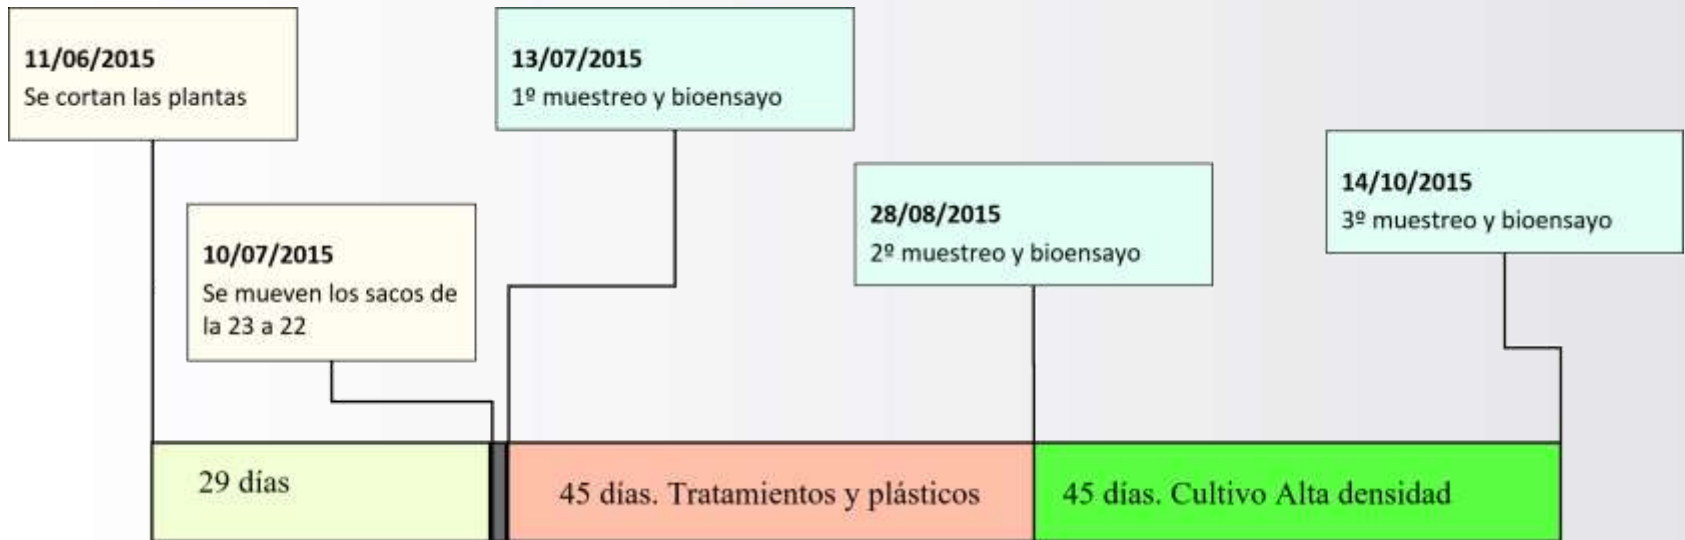 11/06/2015
Se cortan las plantas
13/07/2015
1º muestreo y bioensayo
14/10/2015
3º muestreo y bioensayo
28/08/2015
2º muestreo y bioensayo
10/07/2015
Se mueven los sacos de
la 23 a 22
29 días
45 días. Tratamientos y plásticos
45 días. Cultivo Alta densidad